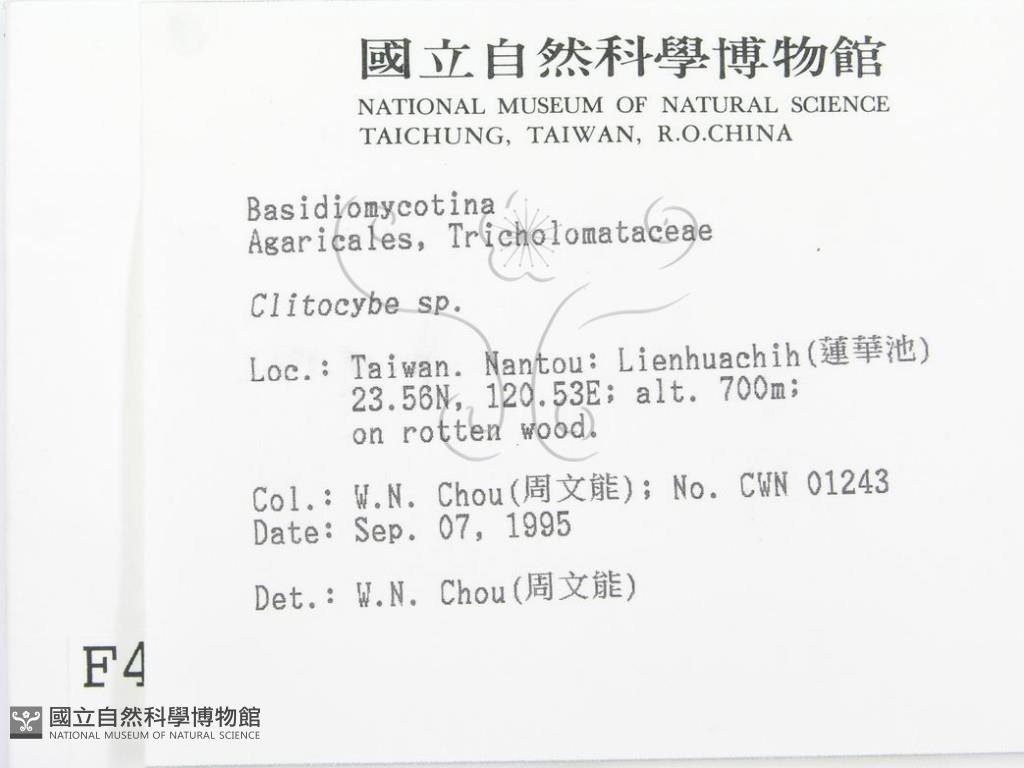 國立自然科學博物館
NATIONAL MUSEUM OF NATURAL SCIENCE
TAICHUNG, TAIWAN, R.O.CHINA
Basidiomycotina
Agaricales, Tricholomataceae
Clitocybe sp.
Loc.: Taiwan. Nantou: Lienhuachih(蓮華池)
23.56N, 120.53E; alt. 700m;
on rotten wood.
Col.: W.N. Chou(周文能); No. CWN 01243
Date: Sep. 07, 1995
Det.: W.N. Chou(周文能)
F4
國立自然科學博物館
NATIONAL MUSEUM OF NATURAL SCIENCE